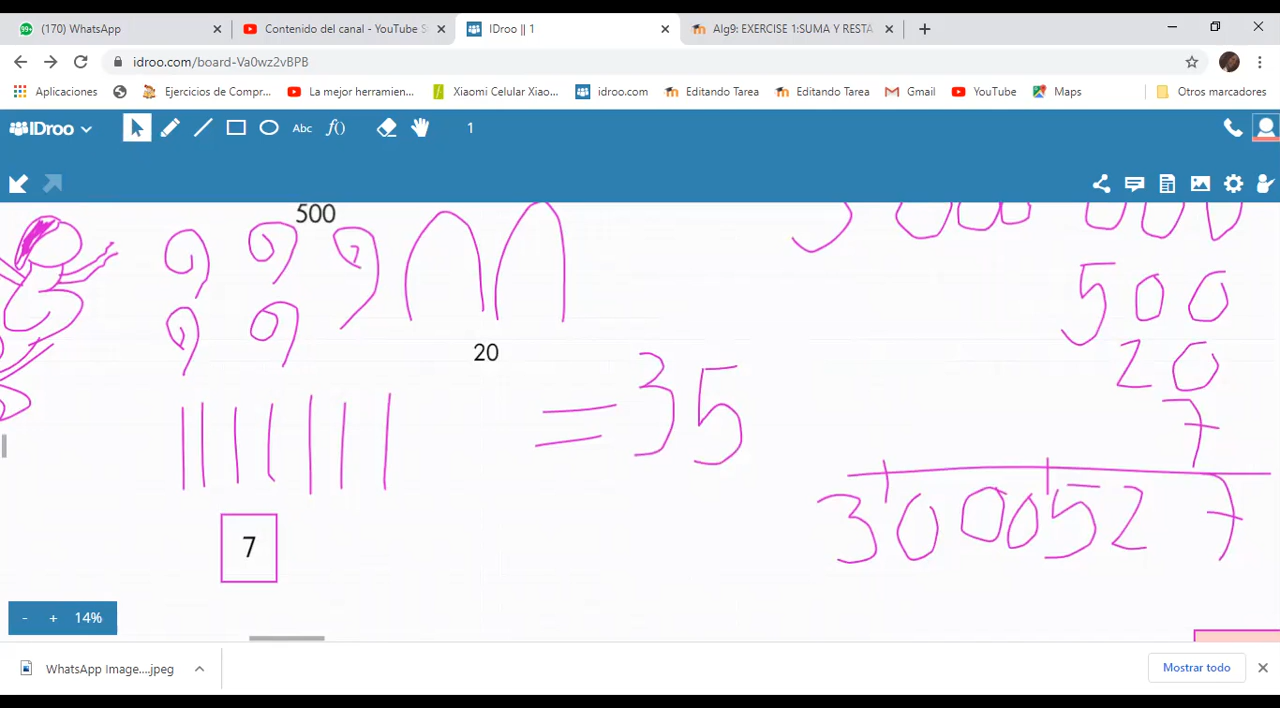 (170) WhatsApp
Contenido del canal - YouTube S
IDroo || 1
Alg9: EXERCISE 1:SUMA Y RESTA
idroo.com/board-Va0wz2vBPB
Aplicaciones
Ejercicios de Compr...
La mejor herramien...
Xiaomi Celular Xiao...
idroo.com
Editando Tarea
Editando Tarea
Gmail
YouTube
Maps
Otros marcadores
IDroo
Abc
f()
1
500
20
= 35
7
500
20
7
3000527
- + 14%
WhatsApp Image....jpeg
Mostrar todo